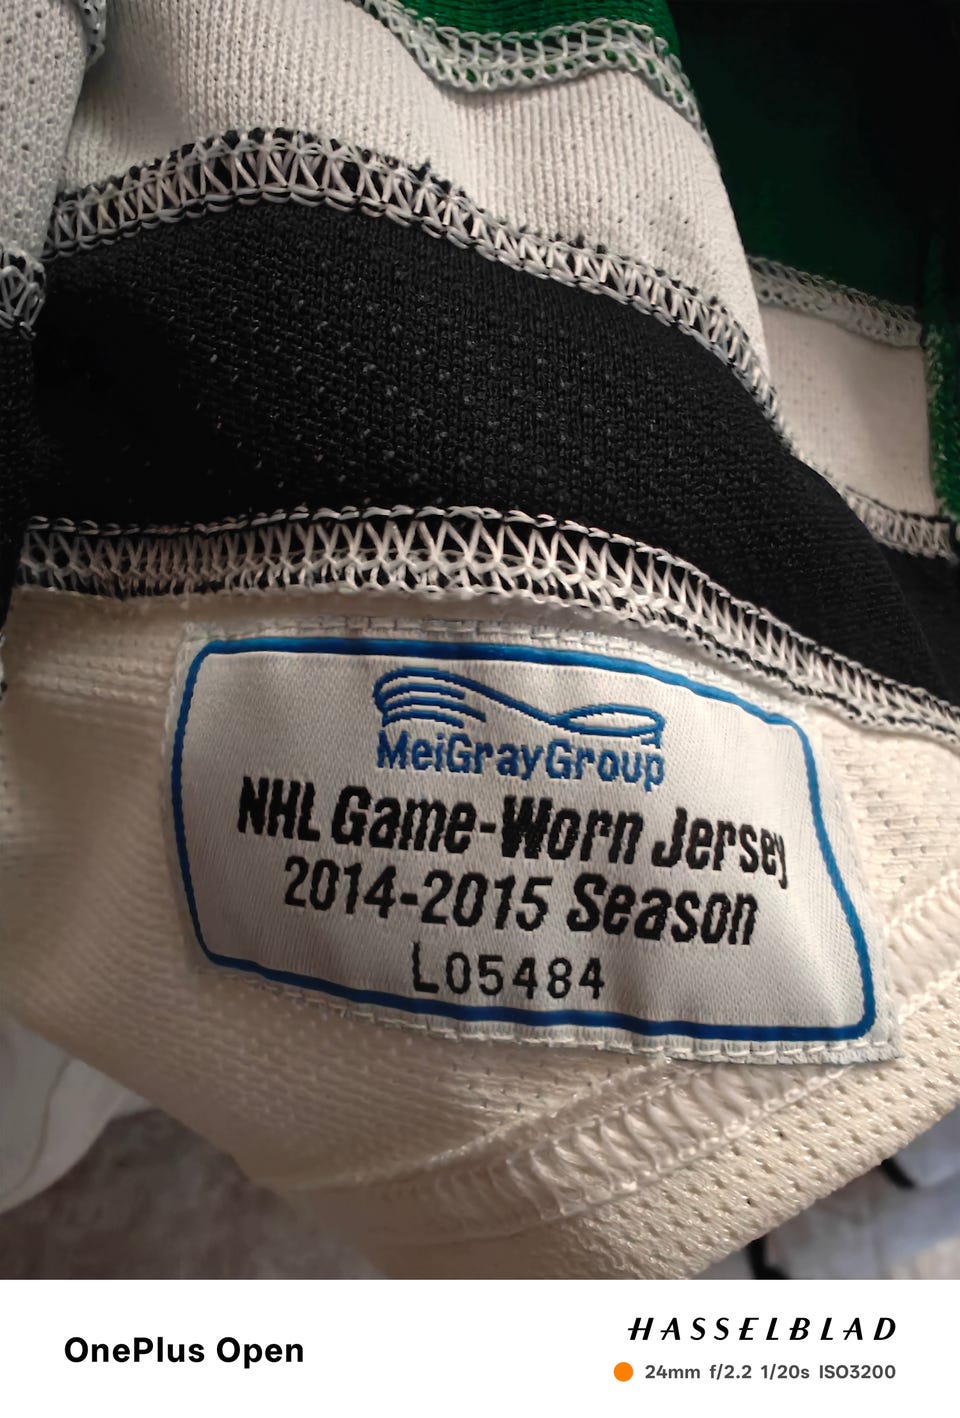 MeiGrayGroup
NHL Game-Worn Jersey
2014-2015 Season
L05484
OnePlus Open
HASSELBLAD
24mm f/2.2 1/20s ISO3200